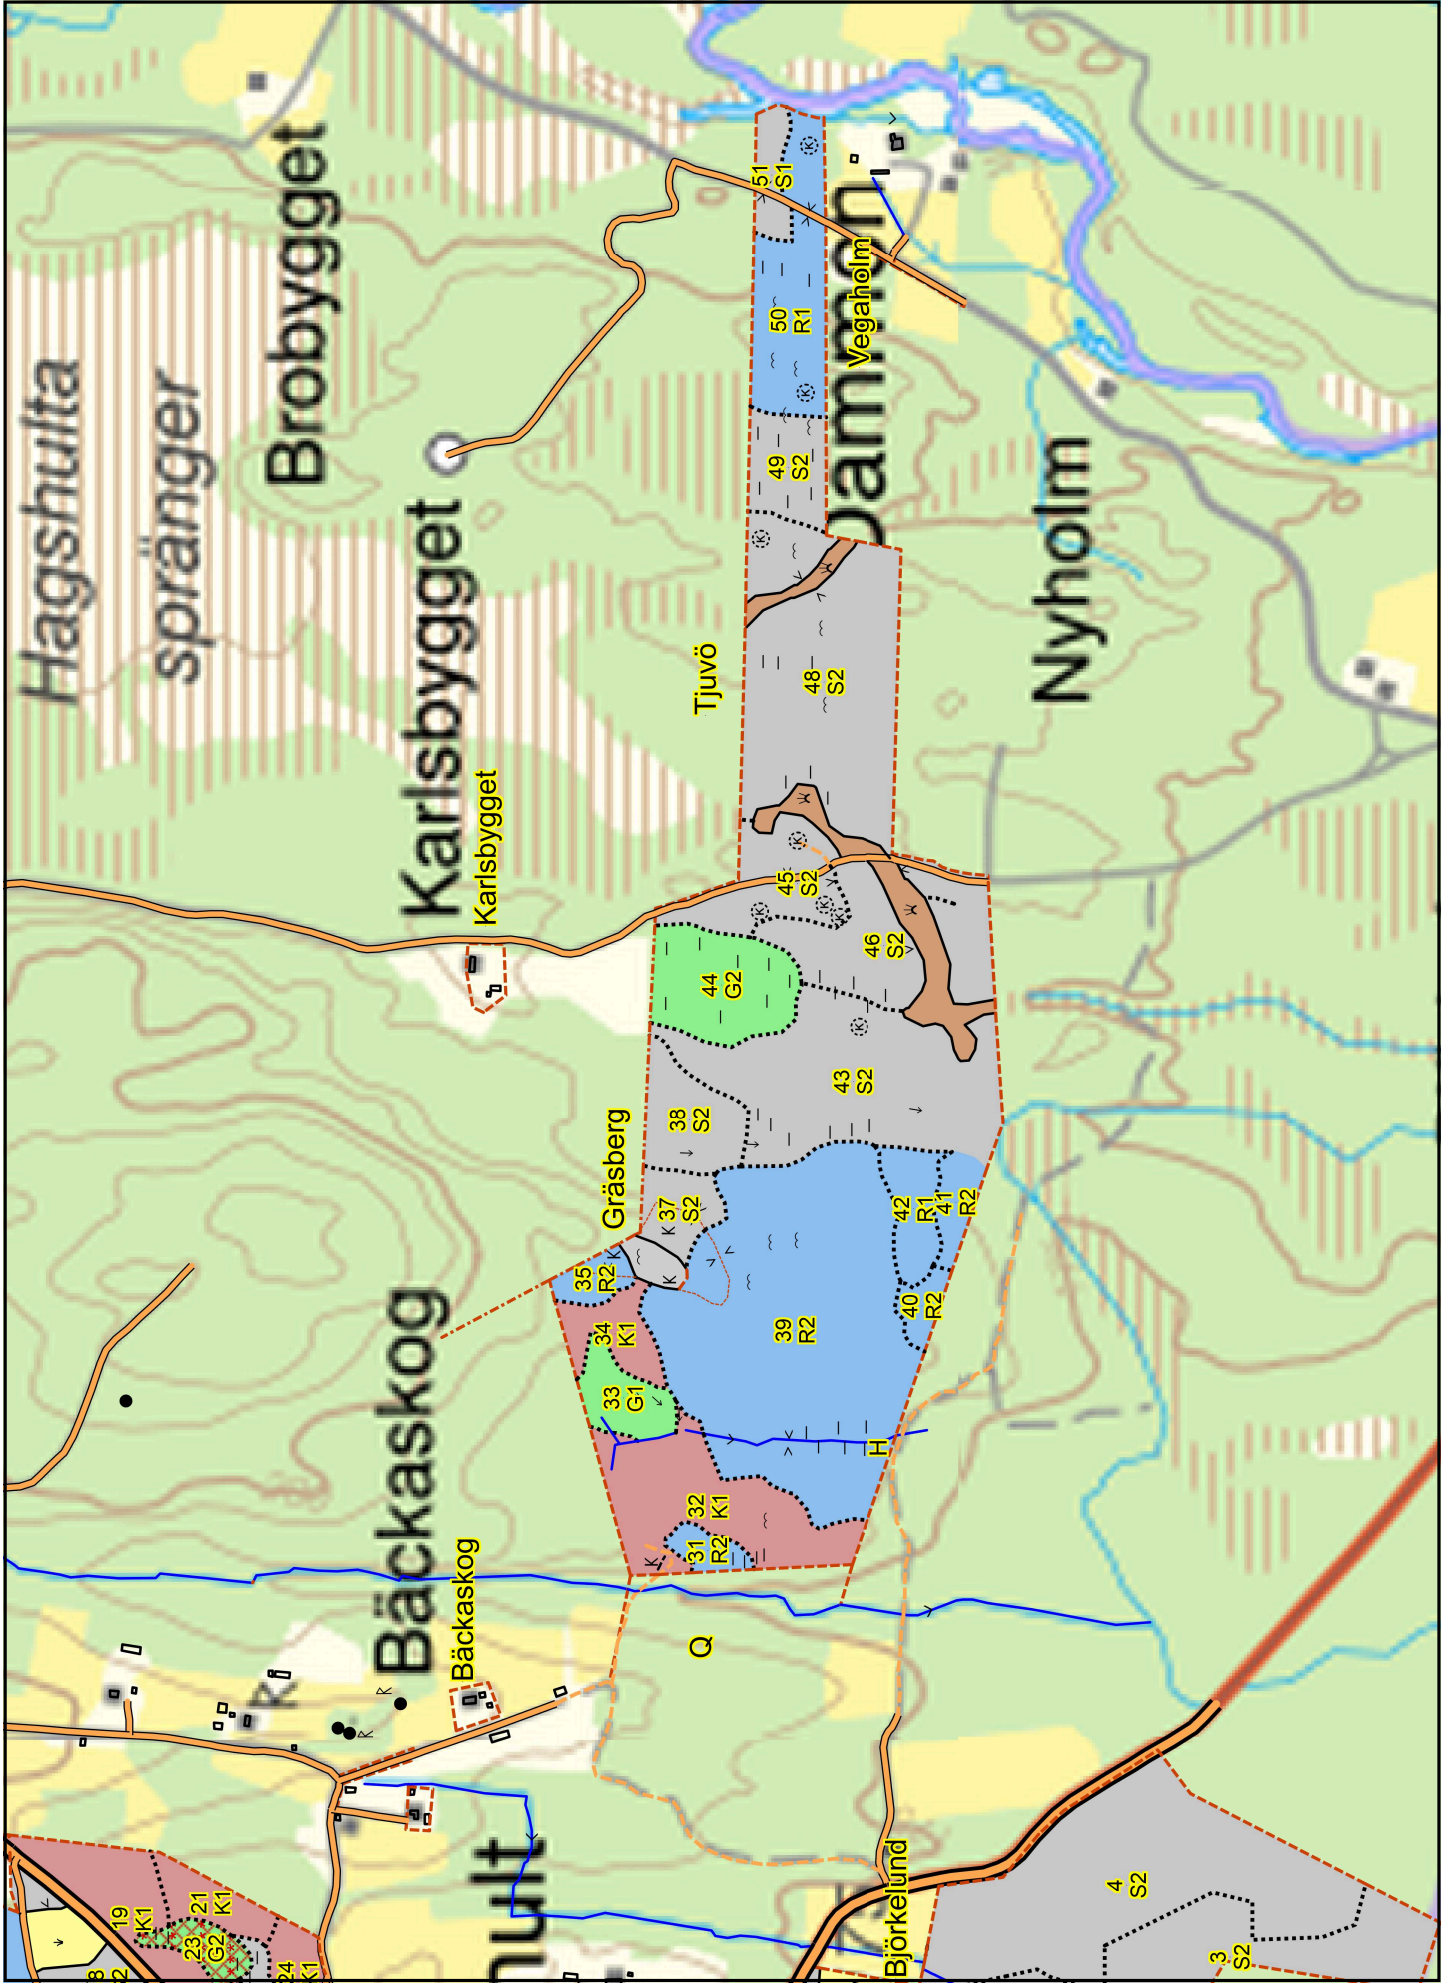 Hagshulta
spränger
Brobygget
Karlsbygget
Karlsbygget
Tjuvö
Vegaholm
Dammen
Nyholm
Gräsberg
Bäckaskog
Bäckaskog
Q
H
Björkelund
hult
51
S1
50
R1
49
S2
48
S2
45
S2
46
S2
44
G2
43
S2
38
S2
37
S2
35
R2
34
K1
33
G1
39
R2
42
R1
41
R2
40
R2
32
K1
31
R2
19
K1
21
K1
23
G2
24
K1
4
S2
3
S2
K
K
K
K
K
K
K
K
K
K
K
K
R
R
R